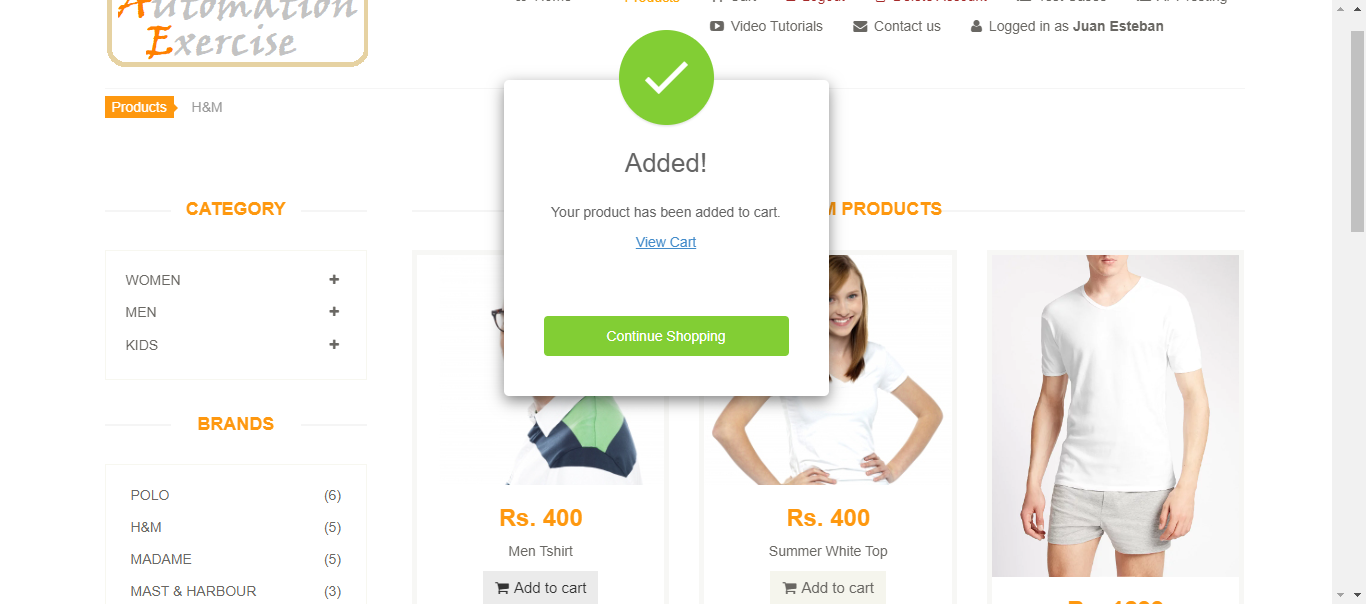 Automation
Exercise
Home
Products
Cart
Logout
Delete Account
Test Cases
API Testing
Video Tutorials
Contact us
Logged in as Juan Esteban
Products
H&M
Added!
Your product has been added to cart.
View Cart
Continue Shopping
CATEGORY
WOMEN
MEN
KIDS
BRANDS
POLO (6)
H&M (5)
MADAME (5)
MAST & HARBOUR (3)
PRODUCTS
Rs. 400
Men Tshirt
Add to cart
Rs. 400
Summer White Top
Add to cart